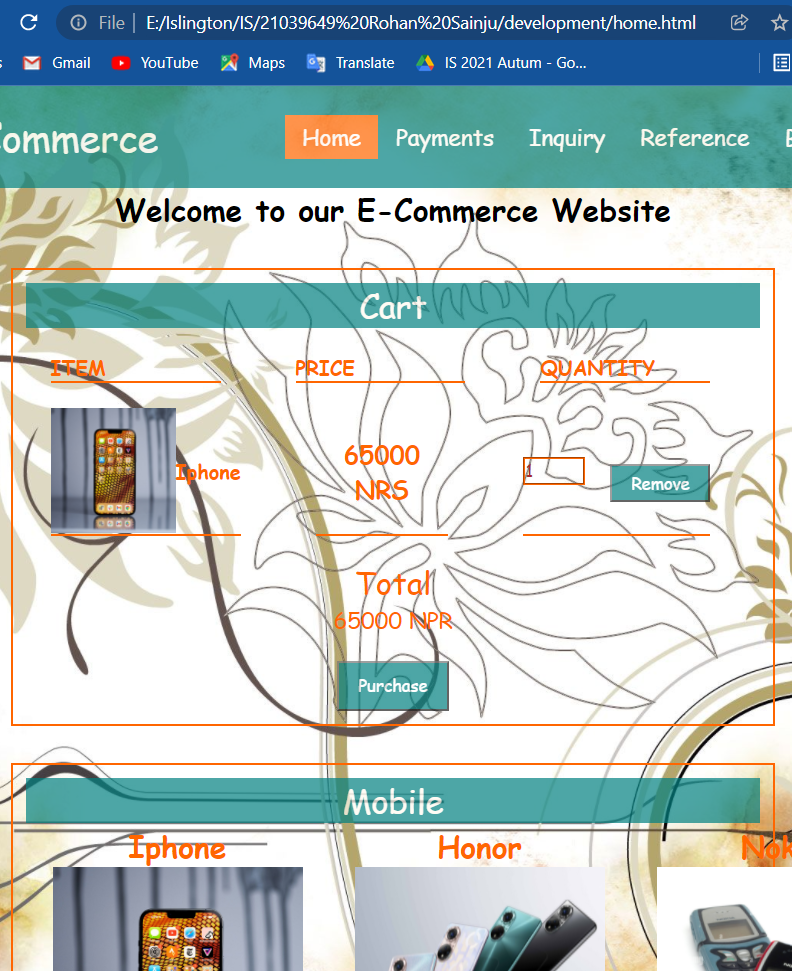 File | E:/Islington/IS/21039649%20Rohan%20Sainju/development/home.html
Gmail YouTube Maps Translate IS 2021 Autum - Go...
Commerce Home Payments Inquiry Reference
Welcome to our E-Commerce Website
Cart
ITEM PRICE QUANTITY
Iphone 65000 NRS 1 Remove
Total
65000 NPR
Purchase
Mobile
Iphone Honor Nok